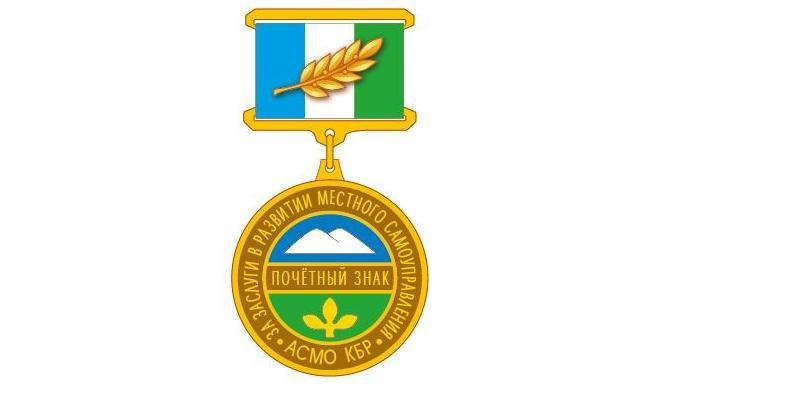 ЗА ЗАСЛУГИ В РАЗВИТИИ МЕСТНОГО САМОУПРАВЛЕНИЯ
ПОЧЁТНЫЙ ЗНАК
• АСМО КБР •